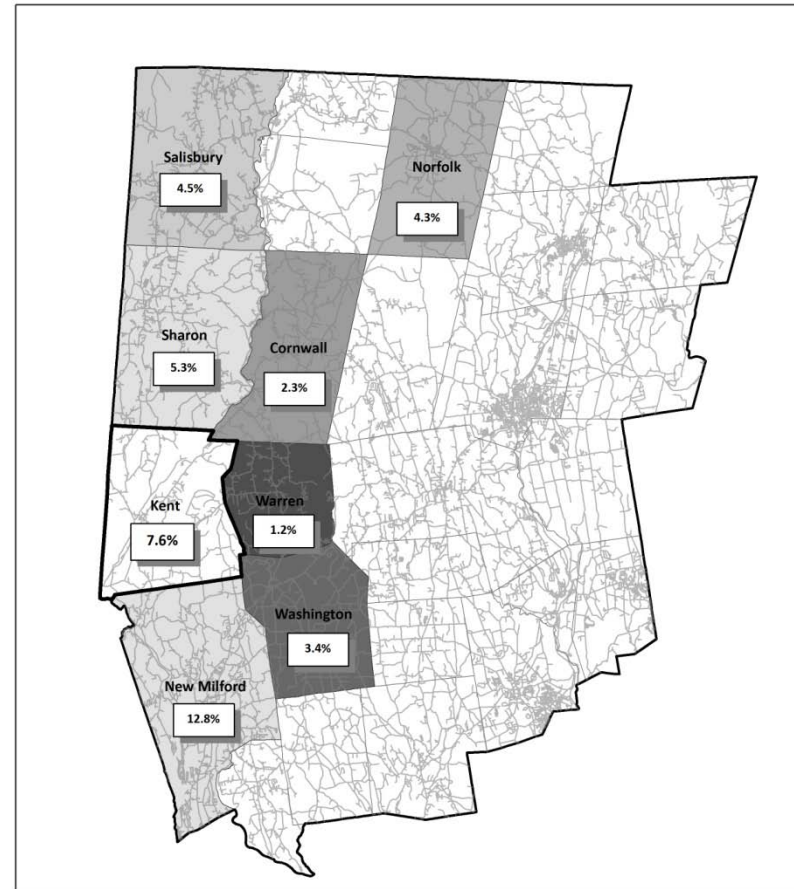 Salisbury
4.5%
Norfolk
4.3%
Sharon
5.3%
Cornwall
2.3%
Kent
7.6%
Warren
1.2%
Washington
3.4%
New Milford
12.8%